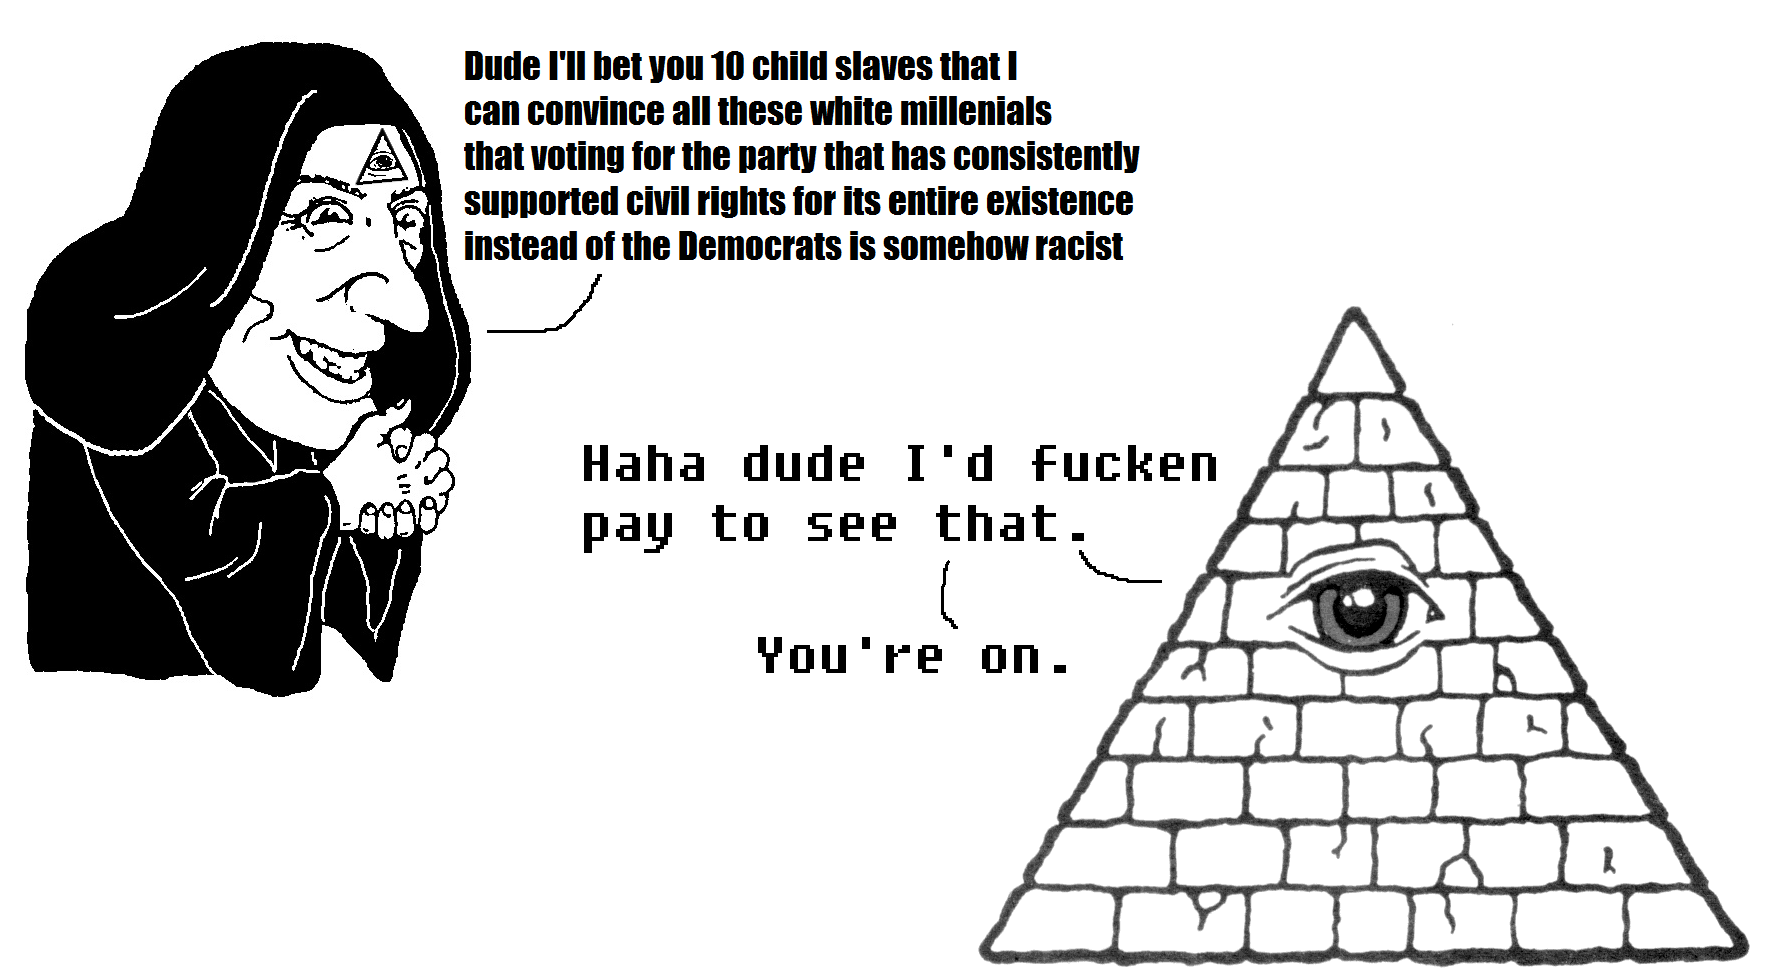 Dude I'll bet you 10 child slaves that I
can convince all these white millenials
that voting for the party that has consistently
supported civil rights for its entire existence
instead of the Democrats is somehow racist
Haha dude I'd fucken
pay to see that.
You're on.